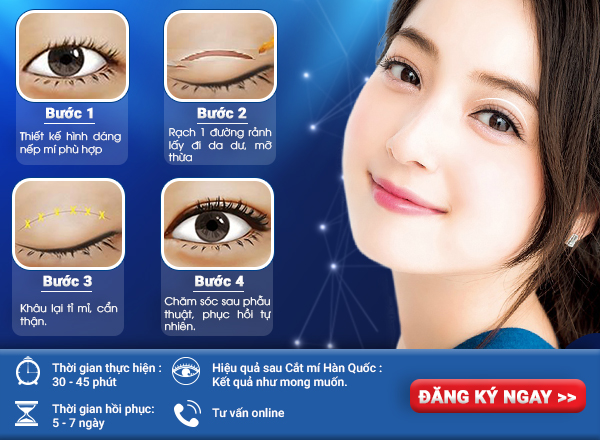 Bước 1
Thiết kế hình dáng
nếp mí phù hợp
Bước 2
Rạch 1 đường rảnh
lấy đi da dư, mỡ
thừa
Bước 3
Khâu lại tỉ mỉ, cẩn
thận.
Bước 4
Chăm sóc sau phẫu
thuật, phục hồi tự
nhiên.
Thời gian thực hiện :
30 - 45 phút
Hiệu quả sau Cắt mí Hàn Quốc :
Kết quả như mong muốn.
Thời gian hồi phục:
5 - 7 ngày
Tư vấn online
ĐĂNG KÝ NGAY >>